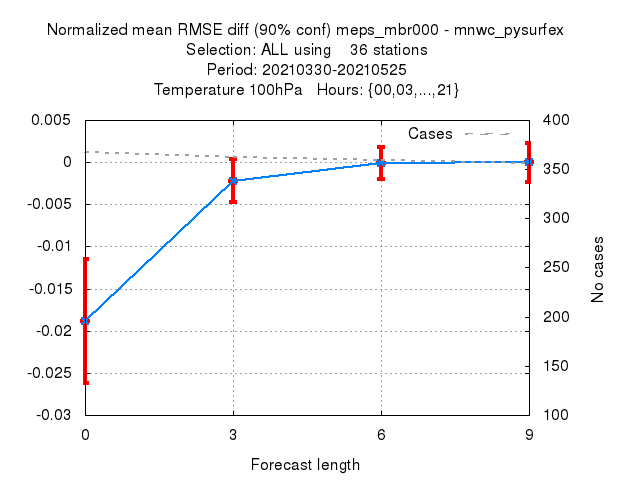 Normalized mean RMSE diff (90% conf) meps_mbr000 - mnwc_pysurfex
Selection: ALL using    36 stations
Period: 20210330-20210525
Temperature 100hPa   Hours: {00,03,...,21}
Cases
0.005
0
-0.005
-0.01
-0.015
-0.02
-0.025
-0.03
400
350
300
250
200
150
100
No cases
0 3 6 9
Forecast length